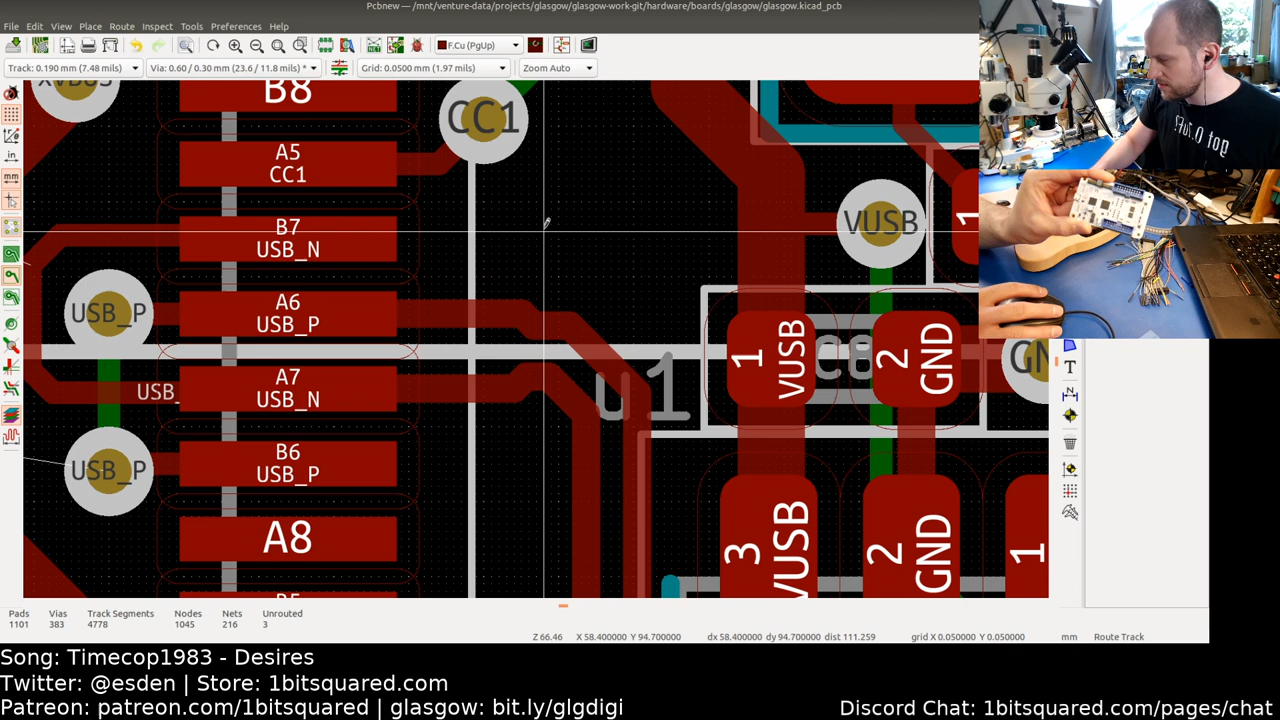 Pcbnew — /mnt/venture-data/projects/glasgow/glasgow-work-git/hardware/boards/glasgow/glasgow.kicad_pcb
File Edit View Place Route Inspect Tools Preferences Help
F.Cu (PgUp)
Track: 0.190 mm (7.48 mils) Via: 0.60 / 0.30 mm (23.6 / 11.8 mils) * Grid: 0.0500 mm (1.97 mils) Zoom Auto
XVBUS
B8
CC1
A5
CC1
B7
USB_N
VUSB
1
A6
USB_P
USB_P
1 VUSB
C8
2 GND
u1
A7
USB_N
USB_
B6
USB_P
USB_P
A8
3 VUSB
2 GND
1
in
mm
T
Pads Vias Track Segments Nodes Nets Unrouted
1101 383 4778 1045 216 3
Z 66.46 X 58.400000 Y 94.700000 dx 58.400000 dy 94.700000 dist 111.259 grid X 0.050000 Y 0.050000 mm Route Track
Song: Timecop1983 - Desires
Twitter: @esden | Store: 1bitsquared.com
Patreon: patreon.com/1bitsquared | glasgow: bit.ly/glgdigi
Discord Chat: 1bitsquared.com/pages/chat